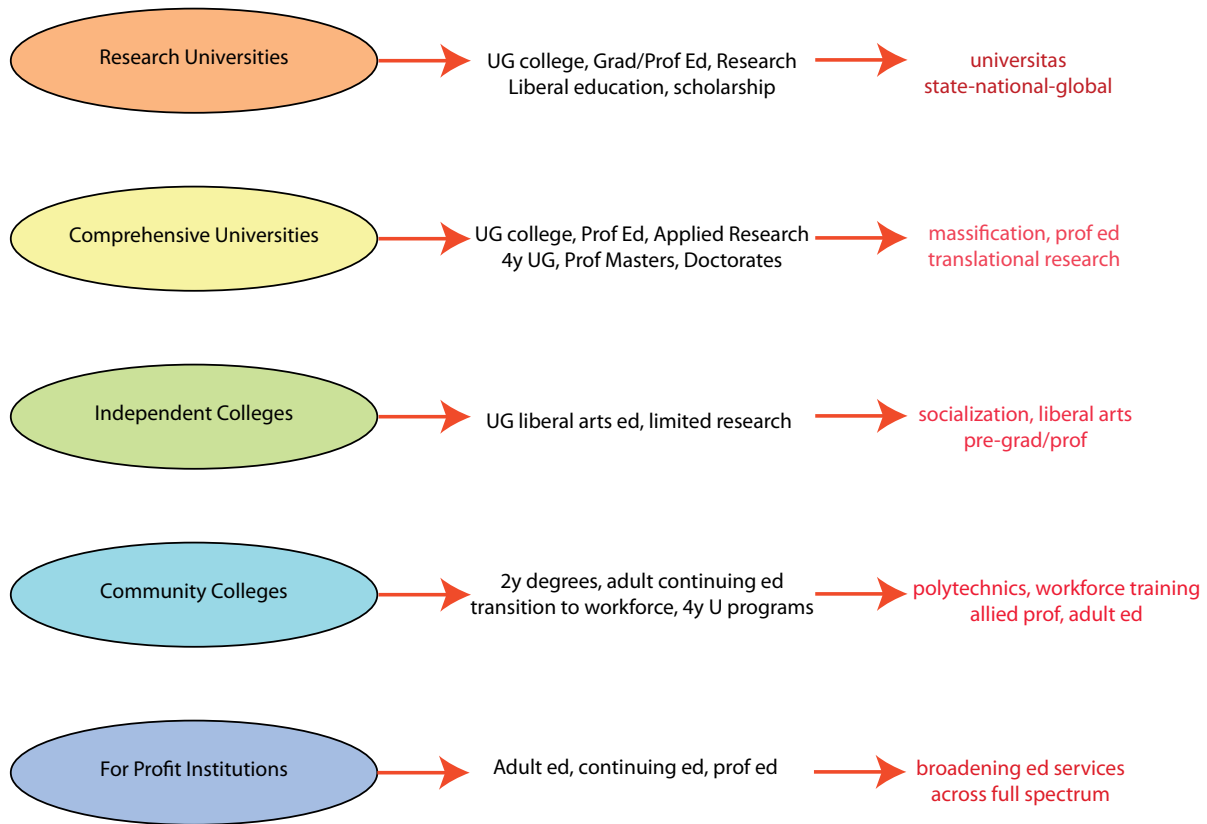 Research Universities
UG college, Grad/Prof Ed, Research
Liberal education, scholarship
universitas
state-national-global
Comprehensive Universities
UG college, Prof Ed, Applied Research
4y UG, Prof Masters, Doctorates
massification, prof ed
translational research
Independent Colleges
UG liberal arts ed, limited research
socialization, liberal arts
pre-grad/prof
Community Colleges
2y degrees, adult continuing ed
transition to workforce, 4y U programs
polytechnics, workforce training
allied prof, adult ed
For Profit Institutions
Adult ed, continuing ed, prof ed
broadening ed services
across full spectrum